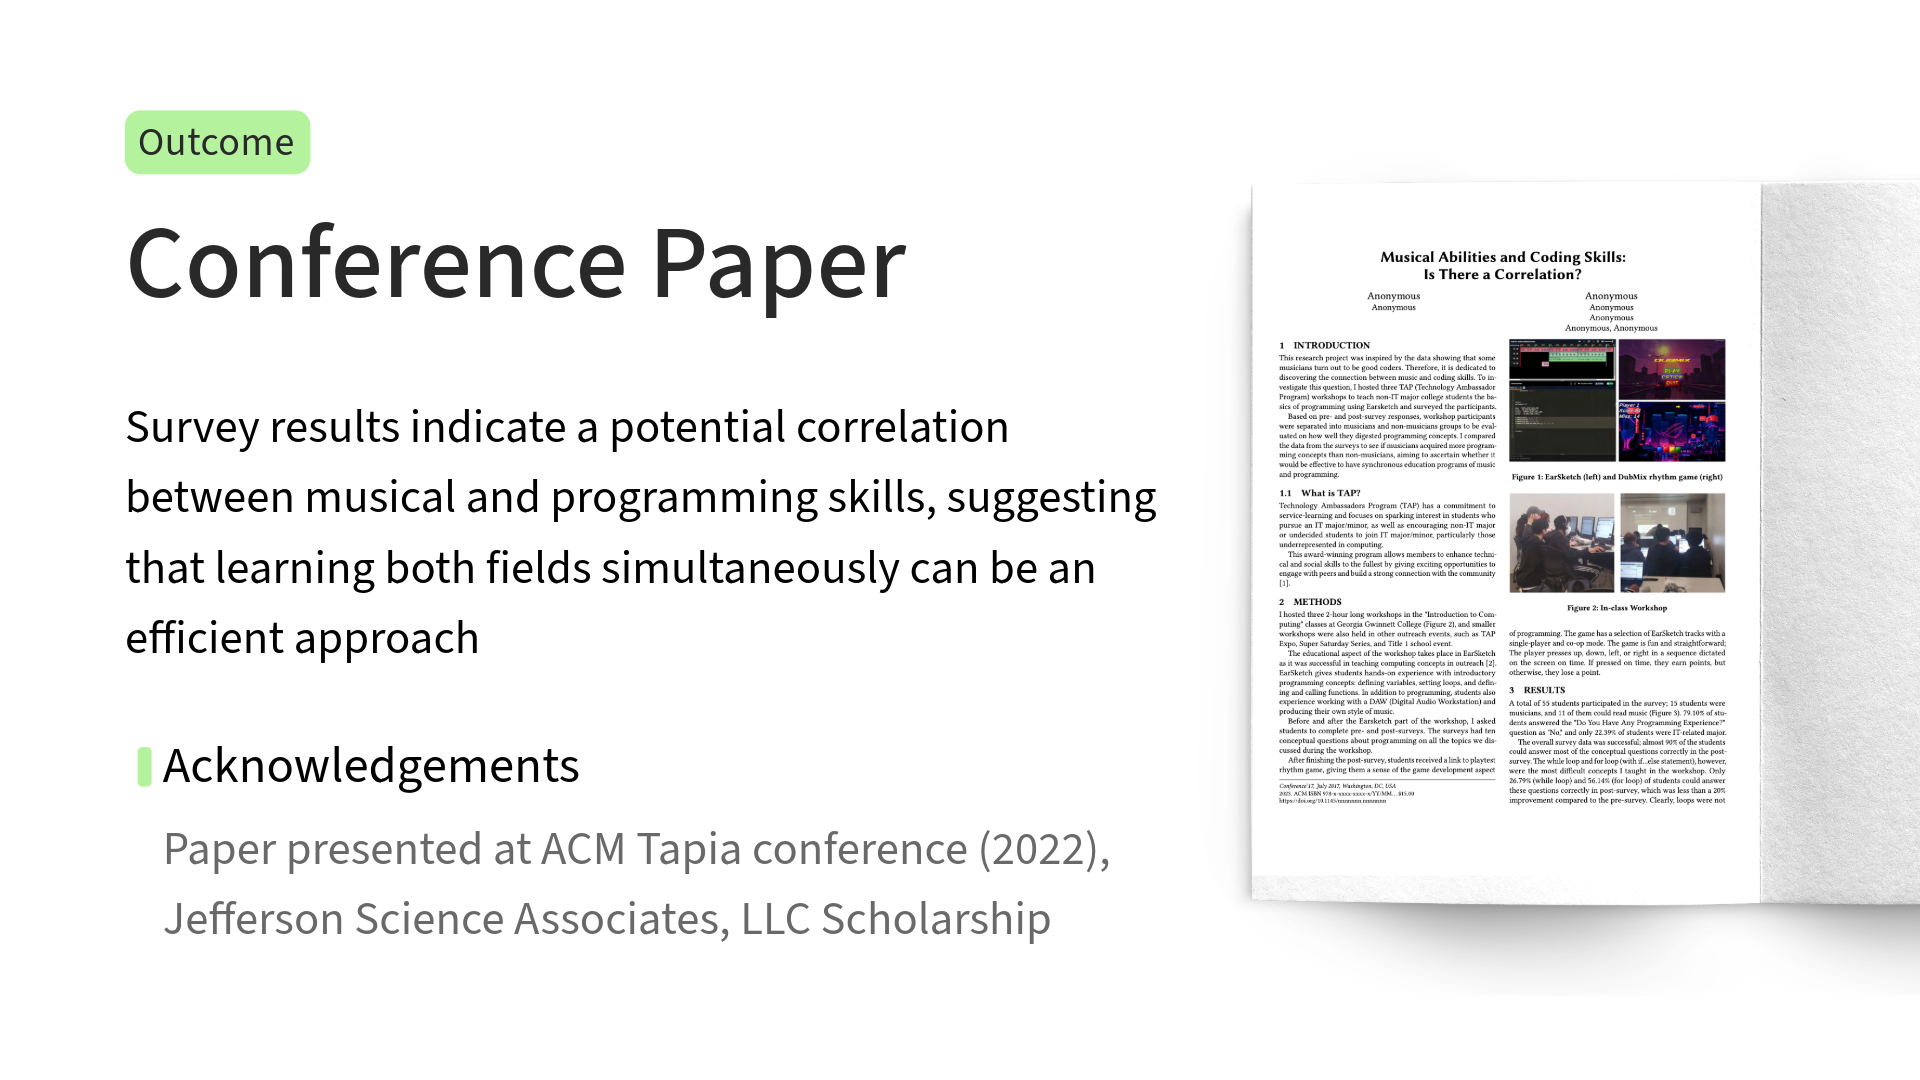 Outcome
Conference Paper
Survey results indicate a potential correlation
between musical and programming skills, suggesting
that learning both fields simultaneously can be an
efficient approach
Acknowledgements
Paper presented at ACM Tapia conference (2022),
Jefferson Science Associates, LLC Scholarship
Musical Abilities and Coding Skills:
Is There a Correlation?
Anonymous
Anonymous
Anonymous
Anonymous
Anonymous
Anonymous, Anonymous
1 INTRODUCTION
This research project was inspired by the data showing that some
musicians turn out to be good coders. Therefore, it is dedicated to
discovering the connection between music and coding skills. To in-
vestigate this question, I hosted three TAP (Technology Ambassador
Program) workshops to teach non-IT major college students the ba-
sics of programming using Earsketch and surveyed the participants.
Based on pre- and post-survey responses, workshop participants
were separated into musicians and non-musicians groups to be eval-
uated on how well they digested programming concepts. I compared
the data from the surveys to see if musicians acquired more program-
ming concepts than non-musicians, aiming to ascertain whether it
would be effective to have synchronous education programs of music
and programming.
1.1 What is TAP?
Technology Ambassadors Program (TAP) has a commitment to
service-learning and focuses on sparking interest in students who
pursue an IT major/minor, as well as encouraging non-IT major
or undecided students to join IT major/minor, particularly those
underrepresented in computing.
This award-winning program allows members to enhance techni-
cal and social skills to the fullest by giving exciting opportunities to
engage with peers and build a strong connection with the community
[1].
2 METHODS
I hosted three 2-hour long workshops in the "Introduction to Com-
puting" classes at Georgia Gwinnett College (Figure 2), and smaller
workshops were also held in other outreach events, such as TAP
Expo, Super Saturday Series, and Title 1 school event.
The educational aspect of the workshop takes place in EarSketch
as it was successful in teaching computing concepts in outreach [2].
EarSketch gives students hands-on experience with introductory
programming concepts: defining variables, setting loops, and defin-
ing and calling functions. In addition to programming, students also
experience working with a DAW (Digital Audio Workstation) and
producing their own style of music.
Before and after the Earsketch part of the workshop, I asked
students to complete pre- and post-surveys. The surveys had ten
conceptual questions about programming on all the topics we dis-
cussed during the workshop.
After finishing the post-survey, students received a link to playtest
rhythm game, giving them a sense of the game development aspect
Conference'17, July 2017, Washington, DC, USA
2025. ACM ISBN 978-x-xxxx-xxxx-x/YY/MM...$15.00
https://doi.org/10.1145/nnnnnnn.nnnnnnn
DUBMIX
PLAY
OPTION
QUIT
Player 1
Figure 1: EarSketch (left) and DubMix rhythm game (right)
Figure 2: In-class Workshop
of programming. The game has a selection of EarSketch tracks with a
single-player and co-op mode. The game is fun and straightforward;
The player presses up, down, left, or right in a sequence dictated
on the screen on time. If pressed on time, they earn points, but
otherwise, they lose a point.
3 RESULTS
A total of 55 students participated in the survey; 15 students were
musicians, and 11 of them could read music (Figure 3). 79.10% of stu-
dents answered the "Do You Have Any Programming Experience?"
question as "No," and only 22.39% of students were IT-related major.
The overall survey data was successful; almost 90% of the students
could answer most of the conceptual questions correctly in the post-
survey. The while loop and for loop (with if...else statement), however,
were the most difficult concepts I taught in the workshop. Only
26.79% (while loop) and 56.14% (for loop) of students could answer
these questions correctly in post-survey, which was less than a 20%
improvement compared to the pre-survey. Clearly, loops were not